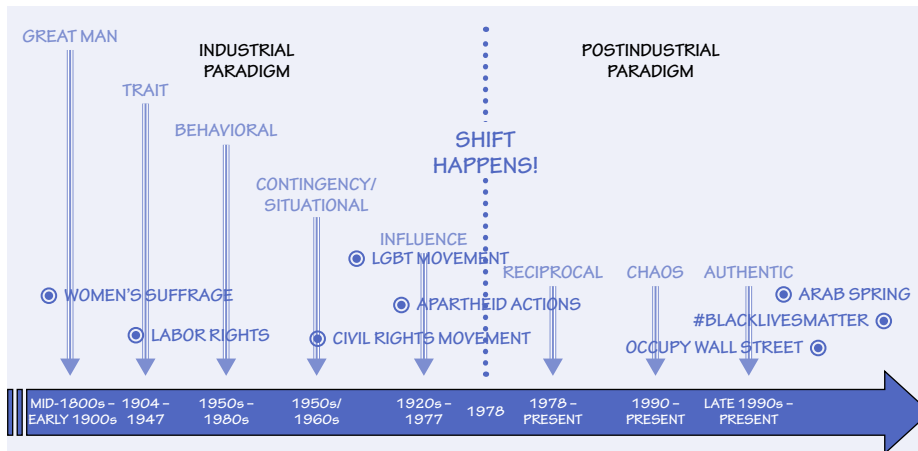 GREAT MAN
INDUSTRIAL
PARADIGM
POSTINDUSTRIAL
PARADIGM
TRAIT
BEHAVIORAL
SHIFT
HAPPENS!
CONTINGENCY/
SITUATIONAL
INFLUENCE
LGBT MOVEMENT
RECIPROCAL
CHAOS
AUTHENTIC
WOMEN'S SUFFRAGE
APARTHEID ACTIONS
ARAB SPRING
#BLACKLIVESMATTER
LABOR RIGHTS
CIVIL RIGHTS MOVEMENT
OCCUPY WALL STREET
MID-1800s –
EARLY 1900s
1904 –
1947
1950s –
1980s
1950s/
1960s
1920s –
1977
1978
1978 –
PRESENT
1990 –
PRESENT
LATE 1990s –
PRESENT